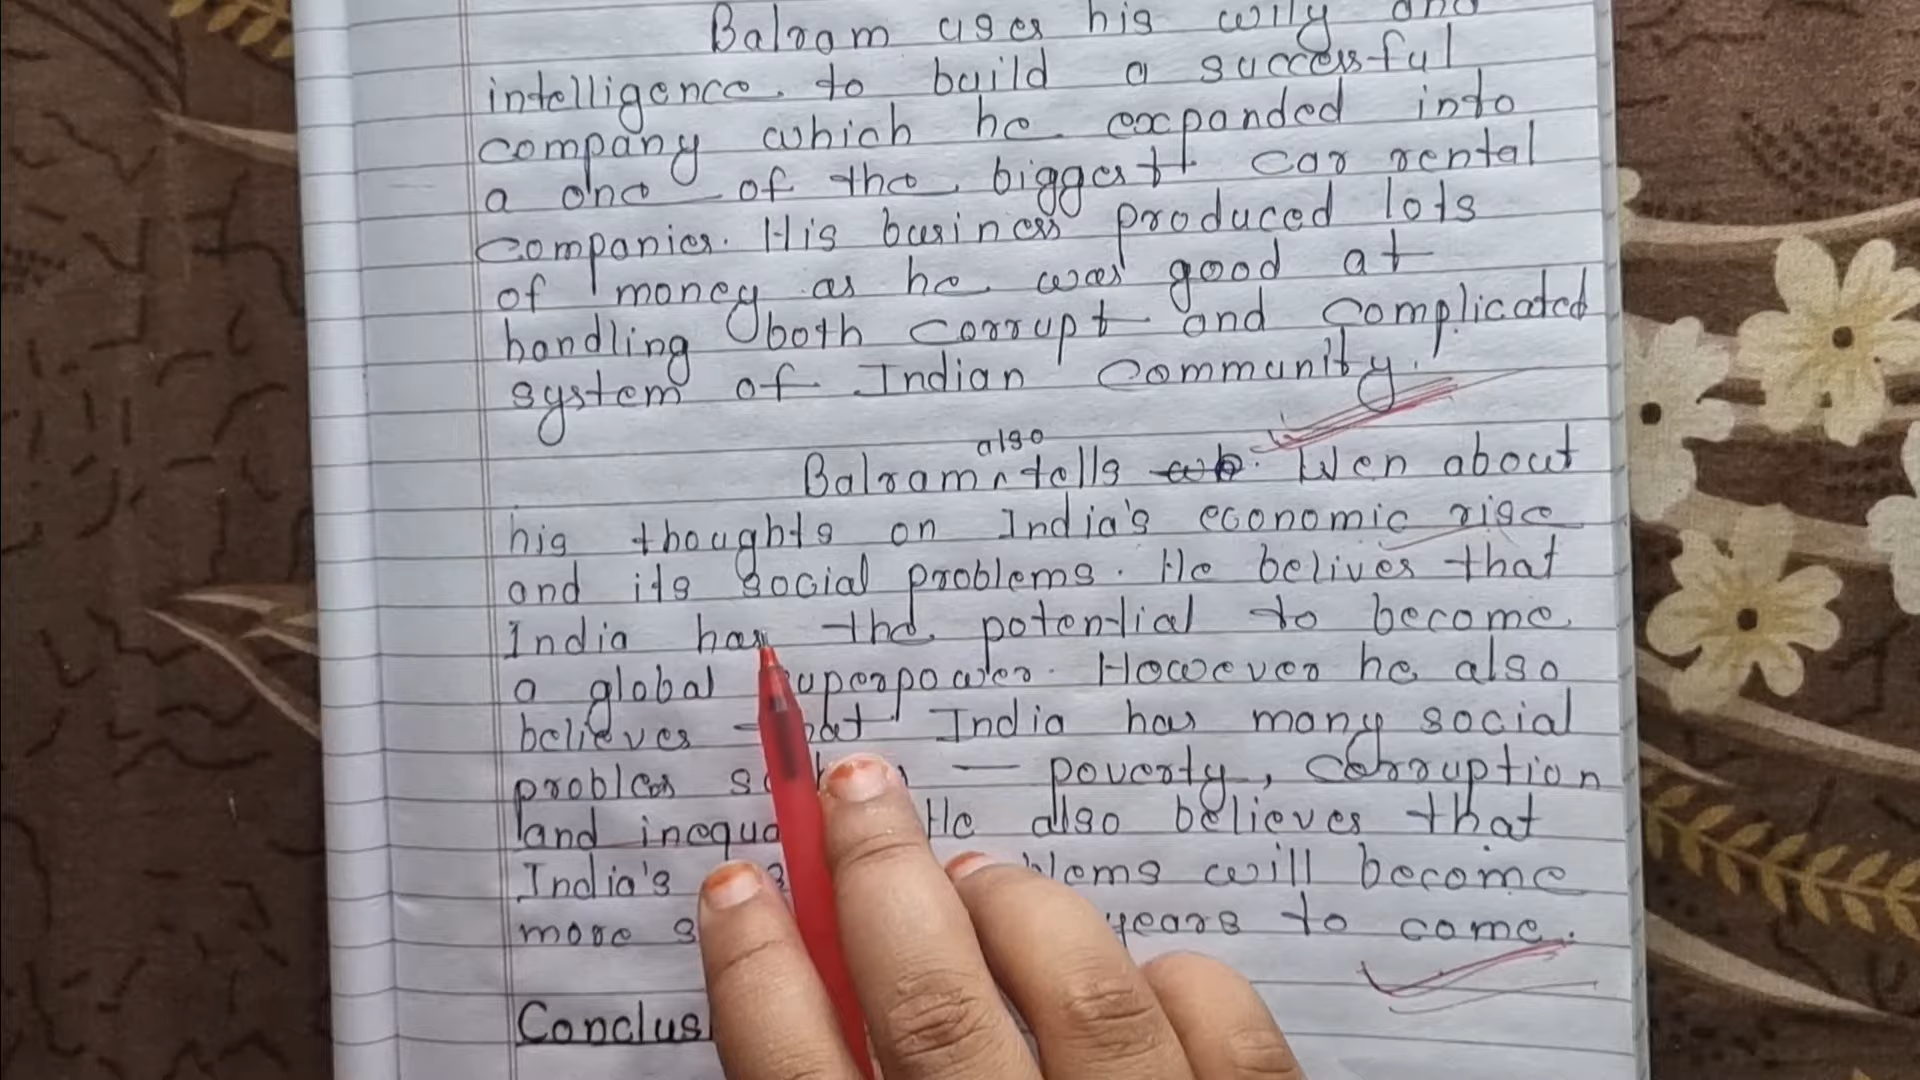 Balram uses his wily and
intelligence to build a successful
company which he expanded into
a one of the biggest car rental
companies. His business produced lots
of money as he was good at
handling both corrupt and complicated
system of Indian Community.
also
Balram ^ tells Wen about
his thoughts on India's economic rise
and its social problems. He belives that
India has the potential to become
a global superpower. However he also
believes that India has many social
probles — poverty, corruption
and He also believes that
India's will become
more years to come.